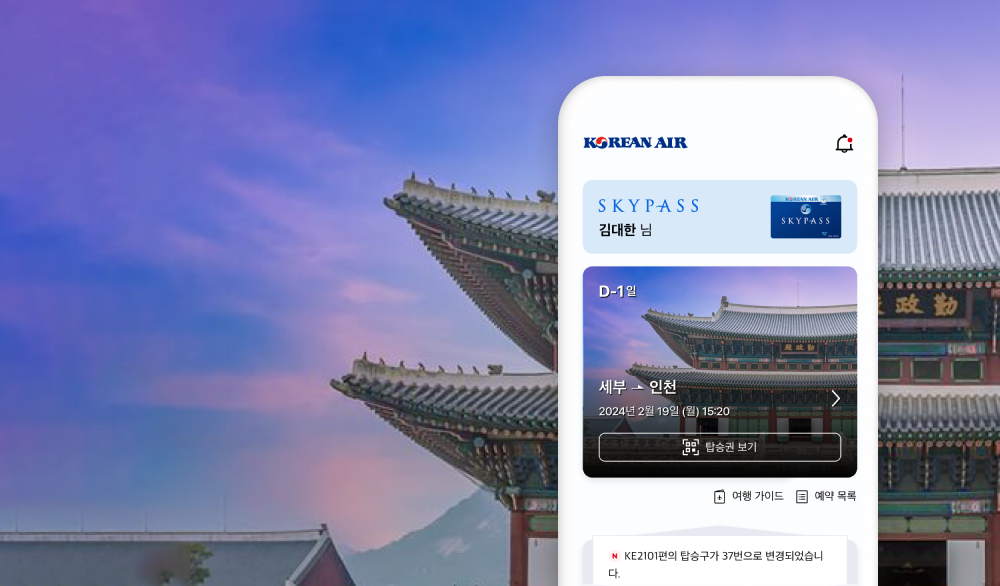 KOREAN AIR
SKYPASS
김대한 님
KOREAN AIR
SKYPASS
D-1일
세부 인천
2024년 2월 19일 (월) 15:20
탑승권 보기
여행 가이드
예약 목록
N KE2101편의 탑승구가 37번으로 변경되었습니
다.
勤政殿
勤政